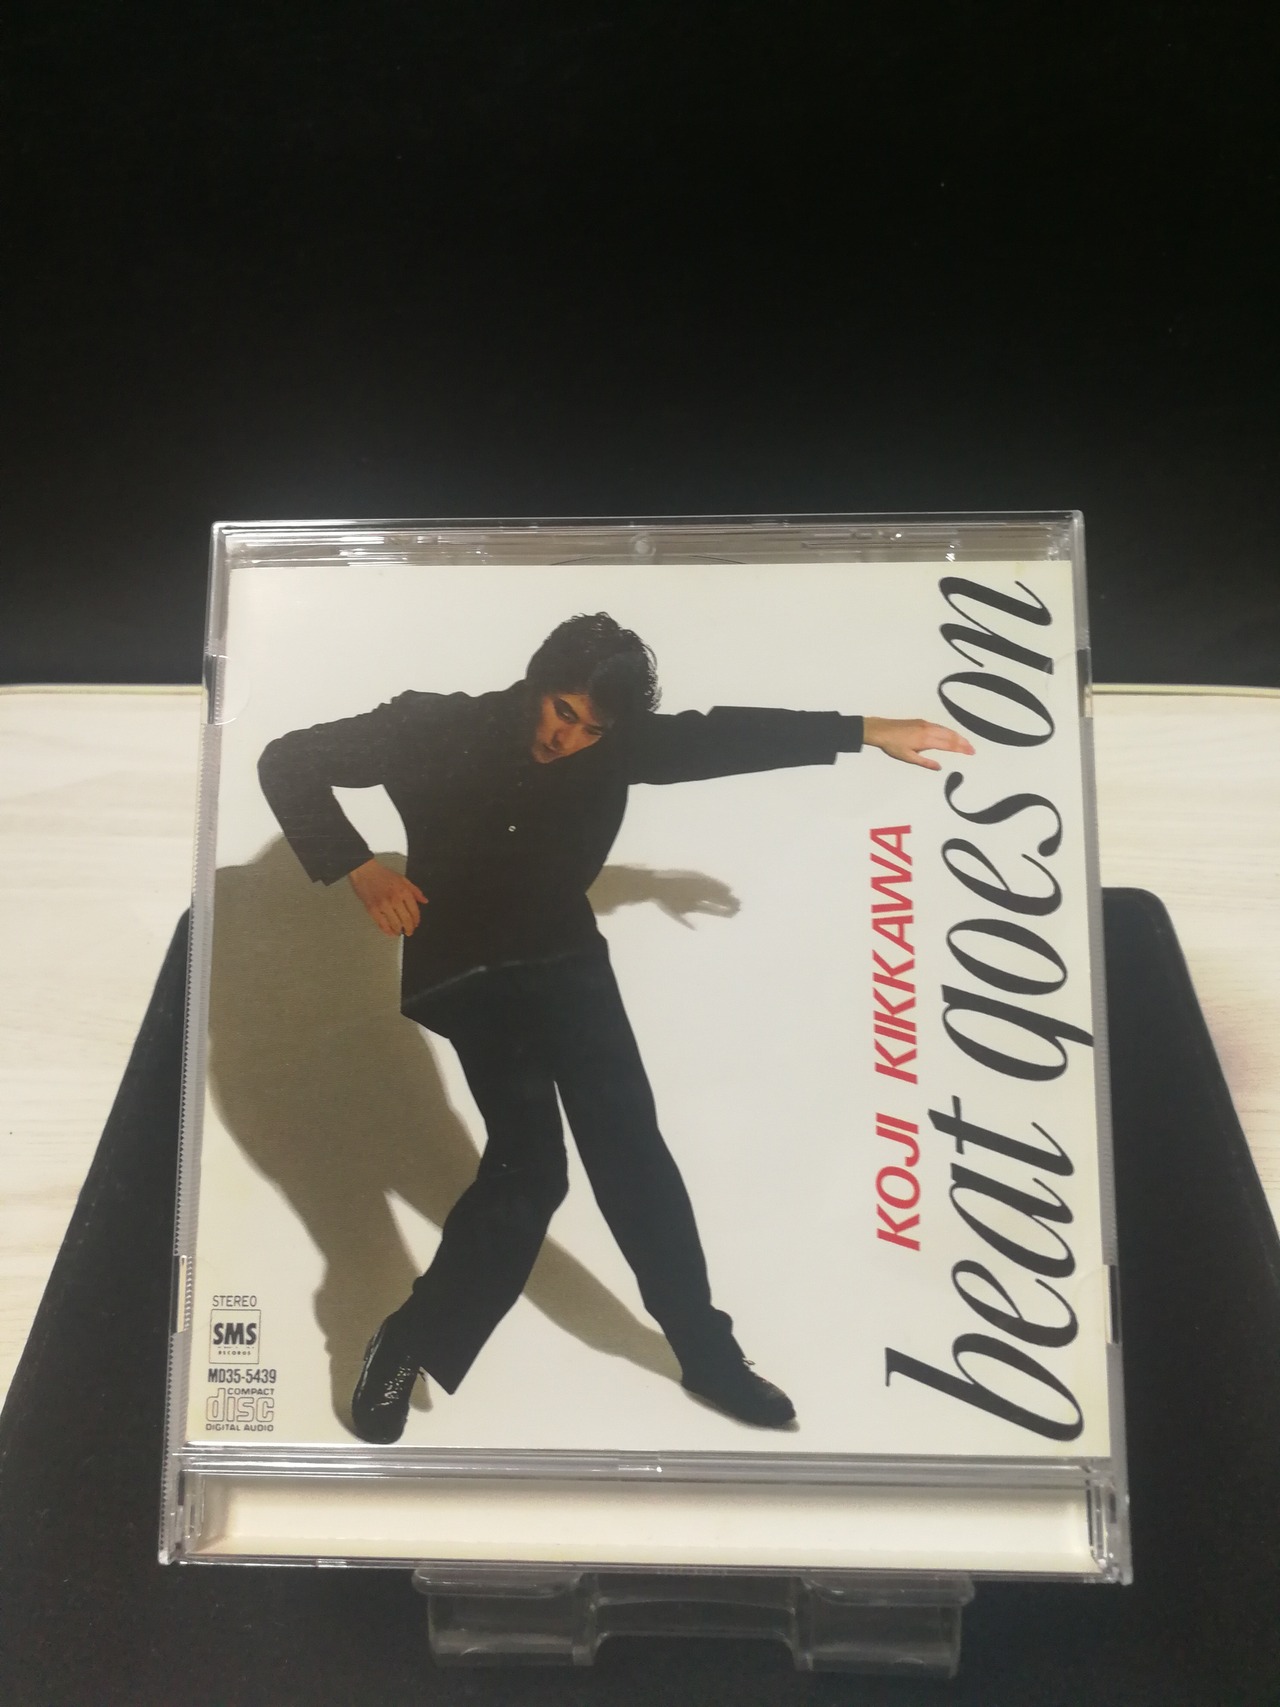 beat goes on
KOJI KIKKAWA
STEREO
SMS
RECORDS
MD35-5439
COMPACT
disc
DIGITAL AUDIO